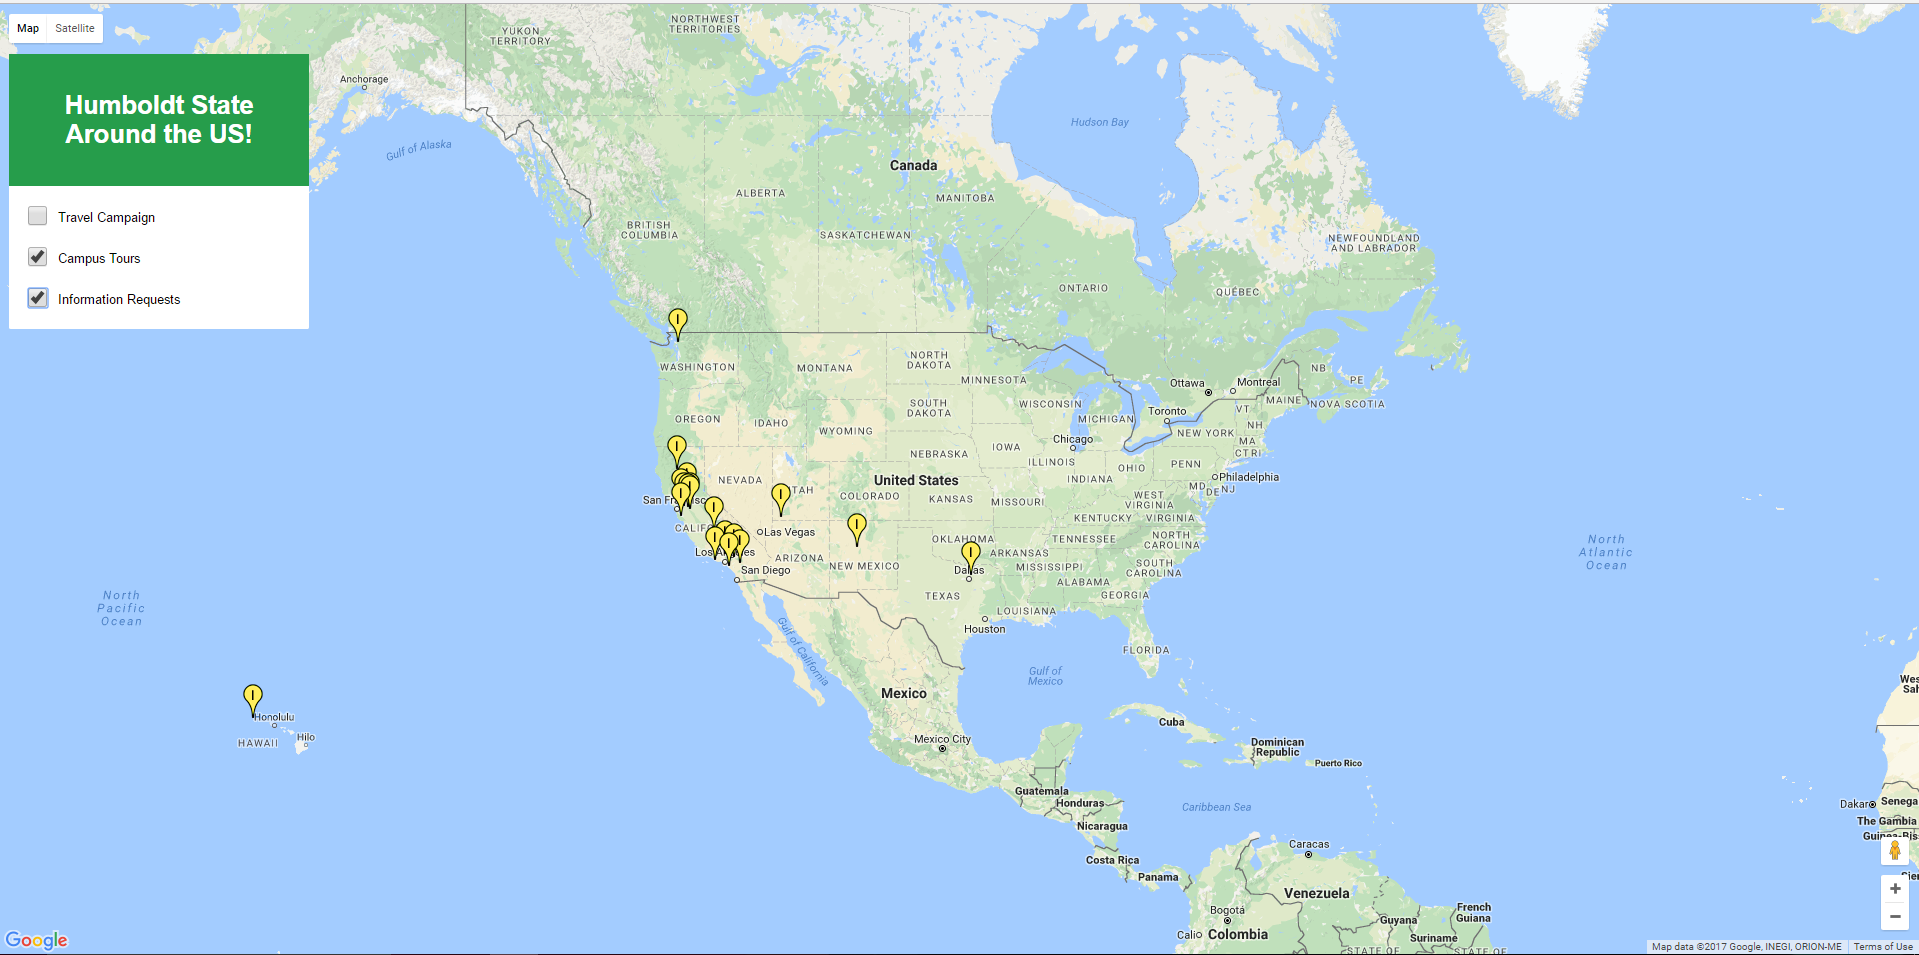 Map
Satellite
Humboldt State
Around the US!
Travel Campaign
Campus Tours
Information Requests
NORTHWEST
TERRITORIES
YUKON
TERRITORY
Anchorage
Hudson Bay
Gulf of Alaska
Canada
ALBERTA
MANITOBA
BRITISH
COLUMBIA
SASKATCHEWAN
NEWFOUNDLAND
AND LABRADOR
ONTARIO
QUÉBEC
I
WASHINGTON
MONTANA
NORTH
DAKOTA
MINNESOTA
Ottawa
Montreal
NB
PE
OREGON
IDAHO
SOUTH
DAKOTA
WISCONSIN
MICHIGAN
Toronto
VT
MAINE
NOVA SCOTIA
WYOMING
Chicago
NEW YORK
NH
MA
CT
RI
I
IOWA
NEBRASKA
ILLINOIS
OHIO
PENN
NEVADA
United States
INDIANA
Philadelphia
MD
DE
NJ
I
I
COLORADO
KANSAS
MISSOURI
WEST
VIRGINIA
KENTUCKY
VIRGINIA
I
I
I
Las Vegas
OKLAHOMA
TENNESSEE
NORTH
CAROLINA
I
I
I
I
ARIZONA
NEW MEXICO
ARKANSAS
MISSISSIPPI
SOUTH
CAROLINA
San Diego
Dallas
ALABAMA
TEXAS
GEORGIA
LOUISIANA
Houston
FLORIDA
North
Pacific
Ocean
North
Atlantic
Ocean
Gulf of California
Gulf of
Mexico
Mexico
I
Honolulu
HAWAII
Hilo
Mexico City
Cuba
Dominican
Republic
Puerto Rico
Guatemala
Honduras
Caribbean Sea
Nicaragua
Costa Rica
Panama
Caracas
Venezuela
Bogotá
Cali
Colombia
French
Guiana
Guyana
Suriname
STATE OF
STATE OF
Wes
Sah
Dakar
Senega
The Gambia
Guinea-Bis
Google
Map data ©2017 Google, INEGI, ORION-ME
Terms of Use